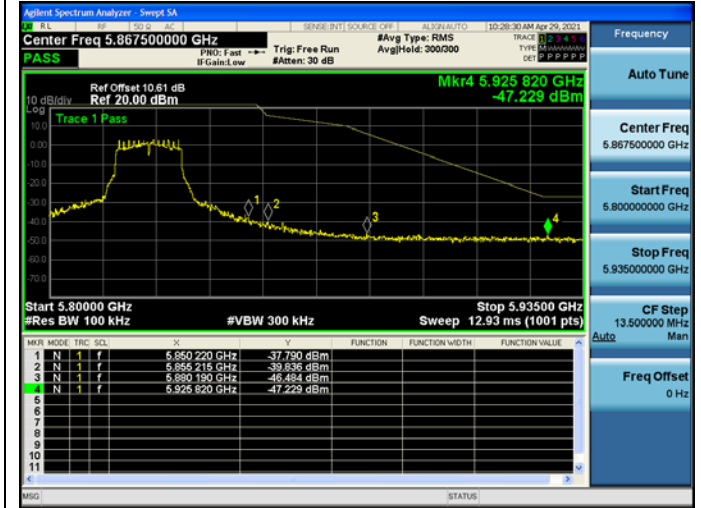 Agilent Spectrum Analyzer - Swept SA
RL RF 50 Ω AC SENSE:INT SOURCE OFF ALIGN AUTO 10:28:30 AM Apr 29, 2021
Center Freq 5.867500000 GHz #Avg Type: RMS TRACE 1 2 3 4 5 6
PNO: Fast Trig: Free Run Avg|Hold: 300/300 TYPE
PASS IFGain:Low #Atten: 30 dB DET P P P P P P
Mkr4 5.925 820 GHz
-47.229 dBm
Ref Offset 10.61 dB
10 dB/div Ref 20.00 dBm
Log
Trace 1 Pass
10.0
0.00
-10.0
-20.0
-30.0
-40.0
-50.0
-60.0
-70.0
1
2
3
4
Start 5.80000 GHz Stop 5.93500 GHz
#Res BW 100 kHz #VBW 300 kHz Sweep 12.93 ms (1001 pts)
MKR MODE TRC SCL X Y FUNCTION FUNCTION WIDTH FUNCTION VALUE
1 N 1 f 5.850 220 GHz -37.790 dBm
2 N 1 f 5.855 215 GHz -39.836 dBm
3 N 1 f 5.880 190 GHz -46.484 dBm
4 N 1 f 5.925 820 GHz -47.229 dBm
5
6
7
8
9
10
11
MSG STATUS
Frequency
Auto Tune
Center Freq
5.867500000 GHz
Start Freq
5.800000000 GHz
Stop Freq
5.935000000 GHz
CF Step
13.500000 MHz
Auto Man
Freq Offset
0 Hz